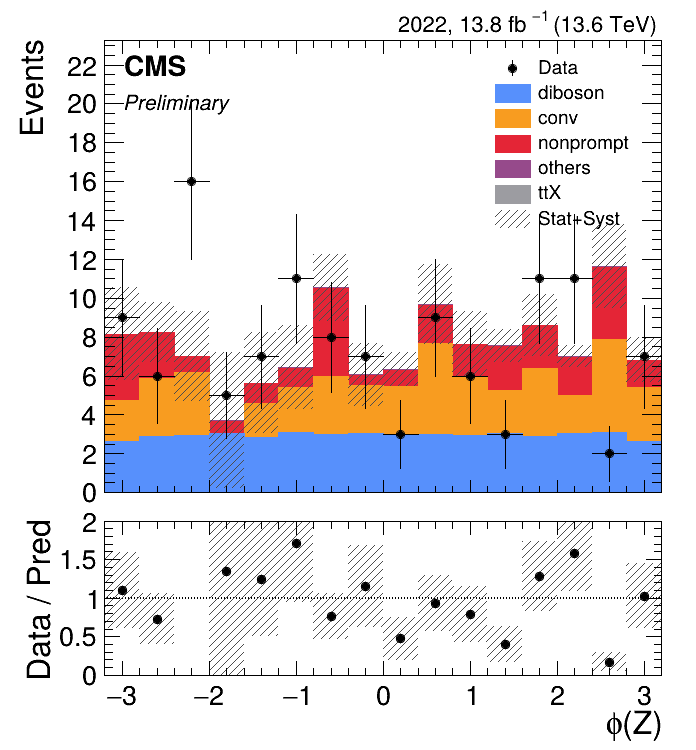 2022, 13.8 fb⁻¹ (13.6 TeV)
Events
22
20
18
16
14
12
10
8
6
4
2
0
CMS
Preliminary
Data
diboson
conv
nonprompt
others
ttX
Stat+Syst
Data / Pred
2
1.5
1
0.5
0
−3
−2
−1
0
1
2
3
ϕ(Z)